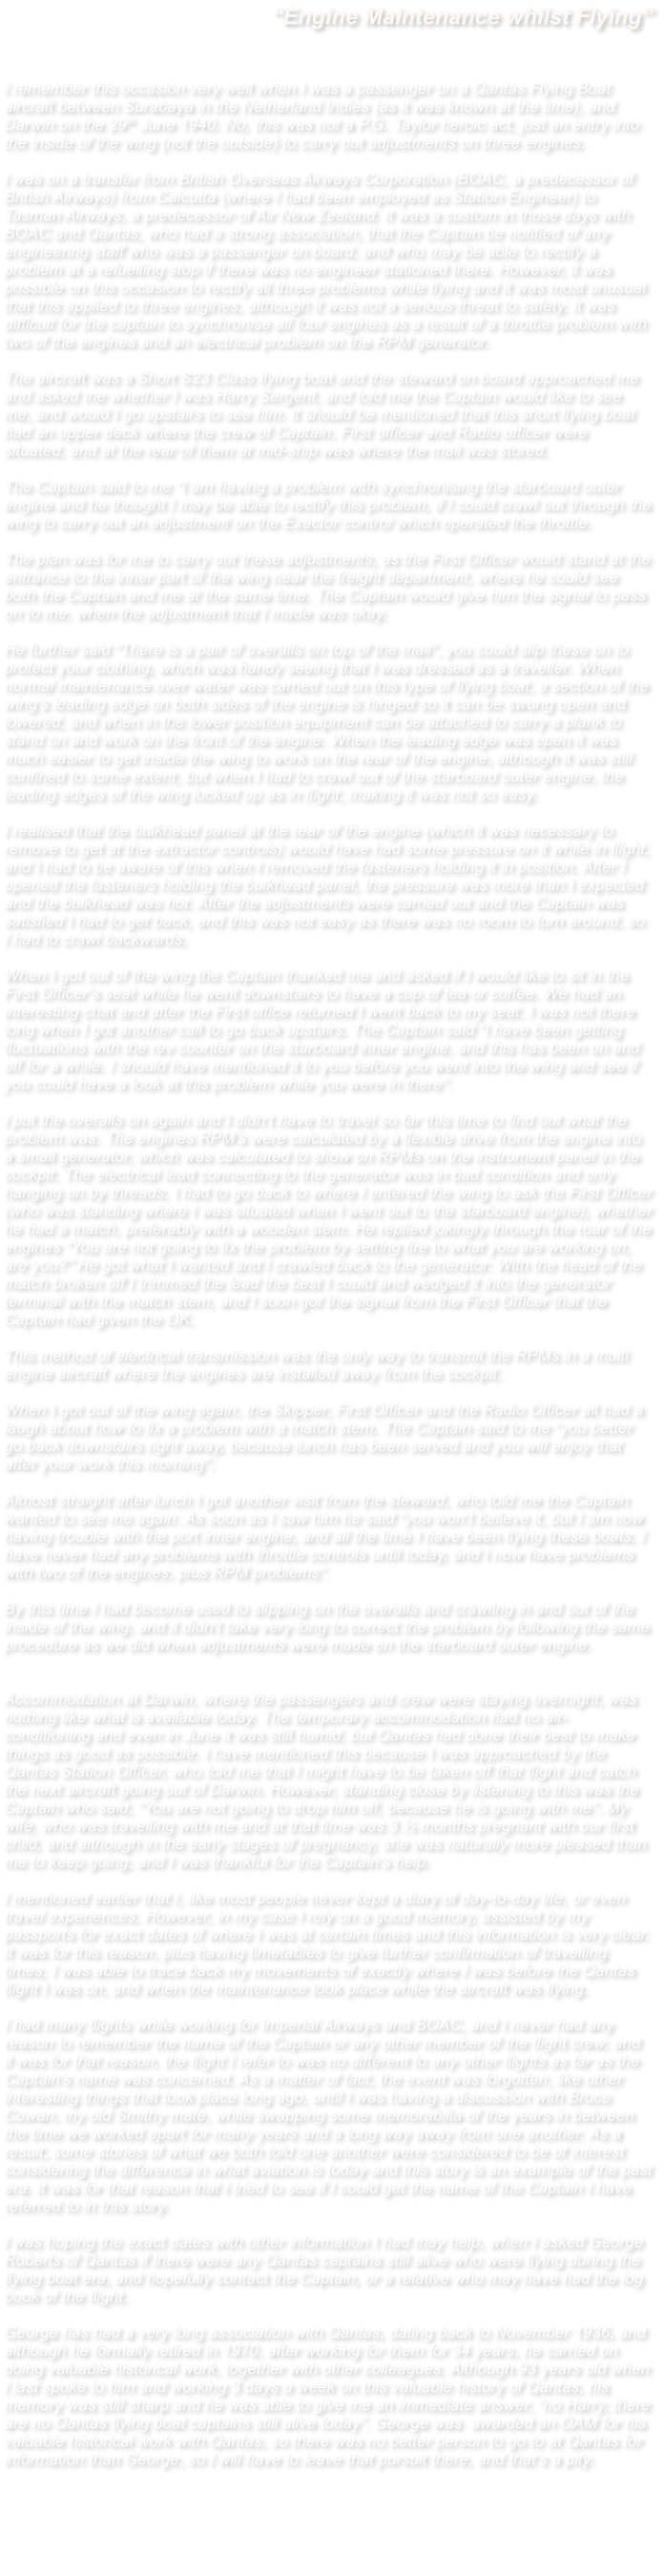 "Engine Maintenance whilst Flying"
I remember this occasion very well when I was a passenger on a Qantas Flying Boat
aircraft between Surabaya in the Netherland Indies (as it was known at the time), and
Darwin on the 29th June 1940. No, this was not a P.G. Taylor heroic act, just an entry into
the inside of the wing (not the outside) to carry out adjustments on three engines.
I was on a transfer from British Overseas Airways Corporation (BOAC, a predecessor of
British Airways) from Calcutta (where I had been employed as Station Engineer) to
Tasman Airways, a predecessor of Air New Zealand. It was a custom in those days with
BOAC and Qantas, who had a strong association, that the Captain be notified of any
engineering staff who was a passenger on board, and who may be able to rectify a
problem at a refuelling stop if there was no engineer stationed there. However, it was
possible on this occasion to rectify all three problems while flying and it was most unusual
that this applied to three engines, although it was not a serious threat to safety. It was
difficult for the captain to synchronise all four engines as a result of a throttle problem with
two of the engines and an electrical problem on the RPM generator.
The aircraft was a Short S23 Class flying boat and the steward on board approached me
and asked me whether I was Harry Sergent, and told me the Captain would like to see
me, and would I go upstairs to see him. It should be mentioned that this short flying boat
had an upper deck where the crew of Captain, First officer and Radio officer were
situated, and at the rear of them at mid-ship was where the mail was stored.
The Captain said to me "I am having a problem with synchronising the starboard outer
engine and he thought I may be able to rectify this problem, if I could crawl out through the
wing to carry out an adjustment on the Exactor control which operated the throttle.
The plan was for me to carry out these adjustments, as the First Officer would stand at the
entrance to the inner part of the wing near the freight department, where he could see
both the Captain and me at the same time. The Captain would give him the signal to pass
on to me, when the adjustment that I made was okay.
He further said "There is a pair of overalls on top of the mail", you could slip these on to
protect your clothing, which was handy seeing that I was dressed as a traveller. When
normal maintenance over water was carried out on this type of flying boat, a section of the
wing's leading edge on both sides of the engine is hinged so it can be swung open and
lowered, and when in the lower position equipment can be attached to carry a plank to
stand on and work on the front of the engine. When the leading edge was open it was
much easier to get inside the wing to work on the rear of the engine, although it was still
confined to some extent, but when I had to crawl out of the starboard outer engine, the
leading edges of the wing locked up as in flight, making it was not so easy.
I realised that the bulkhead panel at the rear of the engine (which it was necessary to
remove to get at the extractor controls) would have had some pressure on it while in flight,
and I had to be aware of this when I removed the fasteners holding it in position. After I
opened the fasteners holding the bulkhead panel, the pressure was more than I expected
and the bulkhead was hot. After the adjustments were carried out and the Captain was
satisfied I had to get back, and this was not easy as there was no room to turn around, so
I had to crawl backwards.
When I got out of the wing the Captain thanked me and asked if I would like to sit in the
First Officer's seat while he went downstairs to have a cup of tea or coffee. We had an
interesting chat and after the First office returned I went back to my seat. I was not there
long when I got another call to go back upstairs. The Captain said "I have been getting
fluctuations with the rev counter on the starboard inner engine, and this has been on and
off for a while. I should have mentioned it to you before you went into the wing and see if
you could have a look at this problem while you were in there".
I put the overalls on again and I didn't have to travel so far this time to find out what the
problem was. The engines RPM's were calculated by a flexible drive from the engine into
a small generator, which was calculated to show on RPMs on the instrument panel in the
cockpit. The electrical lead connecting to the generator was in bad condition and only
hanging on by threads. I had to go back to where I entered the wing to ask the First Officer
(who was standing where I was situated when I went out to the starboard engine), whether
he had a match, preferably with a wooden stem. He replied jokingly through the roar of the
engines "You are not going to fix the problem by setting fire to what you are working on,
are you?" He got what I wanted and I crawled back to the generator. With the head of the
match broken off I trimmed the lead the best I could and wedged it into the generator
terminal with the match stem, and I soon got the signal from the First Officer that the
Captain had given the OK.
This method of electrical transmission was the only way to transmit the RPMs in a multi
engine aircraft where the engines are installed away from the cockpit.
When I got out of the wing again, the Skipper, First Officer and the Radio Officer all had a
laugh about how to fix a problem with a match stem. The Captain said to me "you better
go back downstairs right away, because lunch has been served and you will enjoy that
after your work this morning".
Almost straight after lunch I got another visit from the steward, who told me the Captain
wanted to see me again. As soon as I saw him he said "you won't believe it, but I am now
having trouble with the port inner engine, and all the time I have been flying these boats, I
have never had any problems with throttle controls until today, and I now have problems
with two of the engines, plus RPM problems".
By this time I had become used to slipping on the overalls and crawling in and out of the
inside of the wing, and it didn't take very long to correct the problem by following the same
procedure as we did when adjustments were made on the starboard outer engine.
Accommodation at Darwin, where the passengers and crew were staying overnight, was
nothing like what is available today. The temporary accommodation had no air-
conditioning and even in June it was still humid, but Qantas had done their best to make
things as good as possible. I have mentioned this because I was approached by the
Qantas Station Officer, who told me that I might have to be taken off that flight and catch
the next aircraft going out of Darwin. However, standing close by listening to this was the
Captain who said, "You are not going to drop him off, because he is going with me". My
wife, who was travelling with me and at that time was 3 ½ months pregnant with our first
child, and although in the early stages of pregnancy, she was naturally more pleased than
me to keep going, and I was thankful for the Captain's help.
I mentioned earlier that I, like most people never kept a diary of day-to-day life, or even
travel experiences. However, in my case I rely on a good memory, assisted by my
passports for exact dates of where I was at certain times and this information is very clear.
It was for this reason, plus having timetables to give further confirmation of travelling
times, I was able to trace back my movements of exactly where I was before the Qantas
flight I was on, and when the maintenance took place while the aircraft was flying.
I had many flights while working for Imperial Airways and BOAC, and I never had any
reason to remember the name of the Captain or any other member of the flight crew, and
it was for that reason, the flight I refer to was no different to any other flights as far as the
Captain's name was concerned. As a matter of fact, the event was forgotten, like other
interesting things that took place long ago, until I was having a discussion with Bruce
Cowan, my old Smithy mate, while swapping some memorabilia of the years in between
the time we worked apart for many years and a long way away from one another. As a
result, some stories of what we both told one another were considered to be of interest
considering the difference in what aviation is today and this story is an example of the past
era. It was for that reason that I tried to see if I could get the name of the Captain I have
referred to in this story.
I was hoping the exact dates with other information I had may help, when I asked George
Roberts of Qantas if there were any Qantas captains still alive who were flying during the
flying boat era, and hopefully contact the Captain, or a relative who may have had the log
book of the flight.
George has had a very long association with Qantas, dating back to November 1936, and
although he formally retired in 1970, after working for them for 34 years, he carried on
doing valuable historical work, together with other colleagues. Although 93 years old when
I last spoke to him and working 3 days a week on this valuable history of Qantas, his
memory was still sharp and he was able to give me an immediate answer, "no Harry, there
are no Qantas flying boat captains still alive today". George was awarded an OAM for his
valuable historical work with Qantas, so there was no better person to go to at Qantas for
information than George, so I will have to leave that pursuit there, and that's a pity.